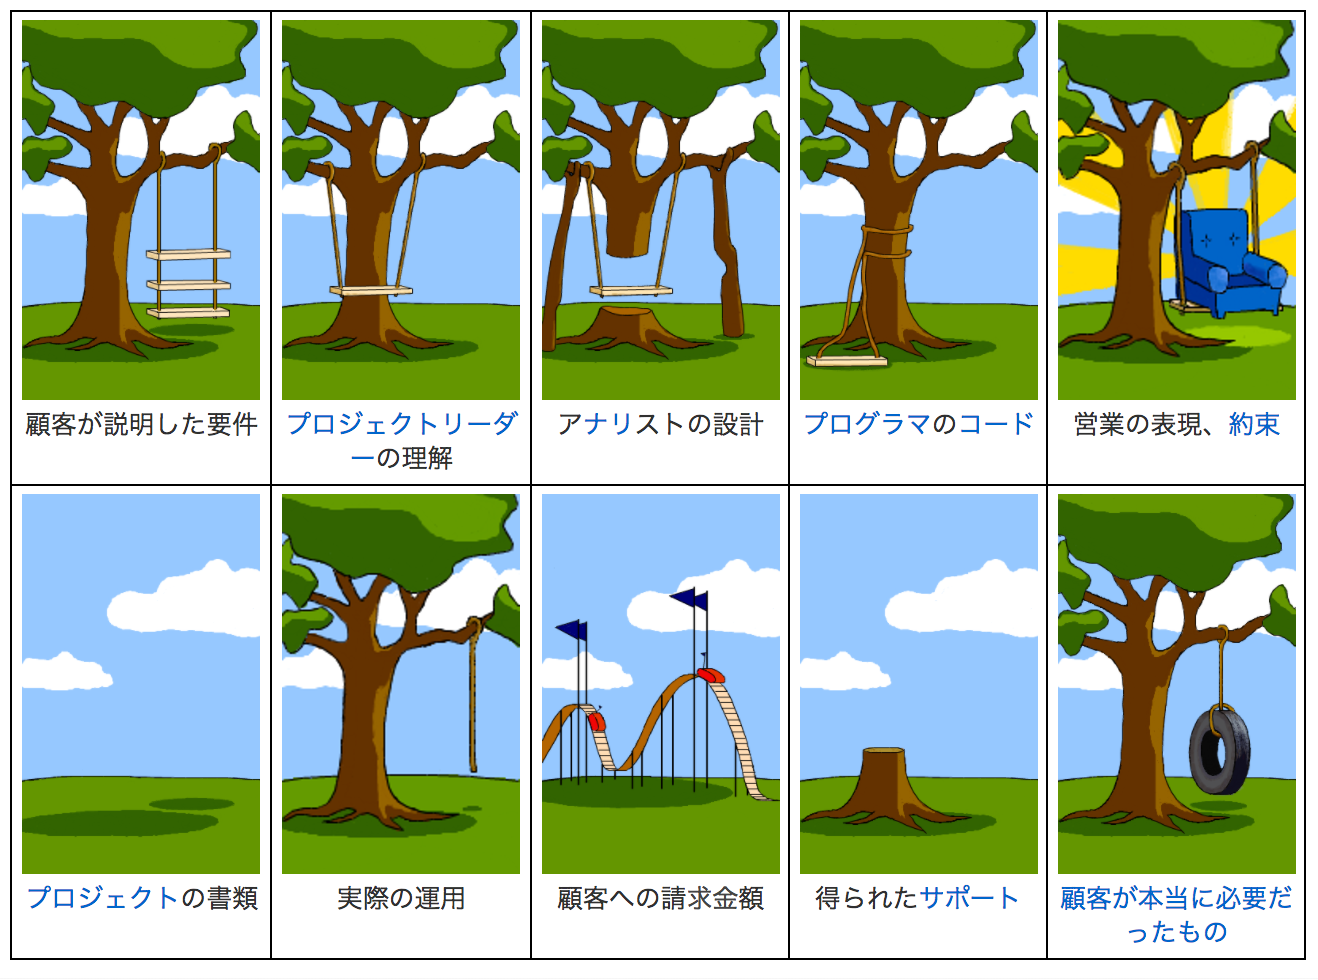 顧客が説明した要件
プロジェクトリーダ
ーの理解
アナリストの設計
プログラマのコード
営業の表現、約束
プロジェクトの書類
実際の運用
顧客への請求金額
得られたサポート
顧客が本当に必要だ
ったもの